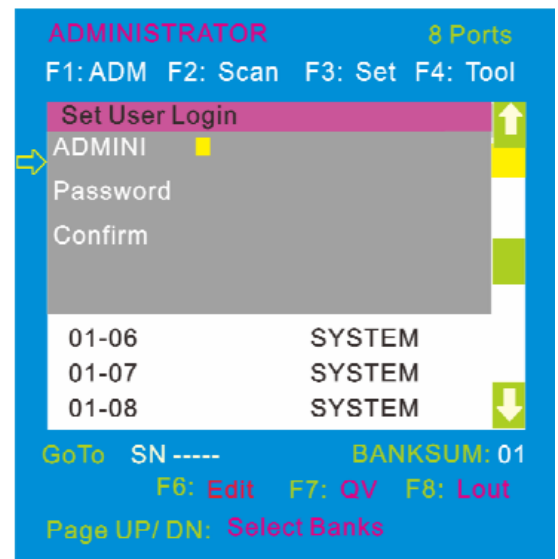 ADMINISTRATOR 8 Ports
F1: ADM F2: Scan F3: Set F4: Tool
Set User Login
ADMINI
Password
Confirm
01-06 SYSTEM
01-07 SYSTEM
01-08 SYSTEM
GoTo SN ----- BANKSUM: 01
F6: Edit F7: QV F8: Lout
Page UP/ DN: Select Banks